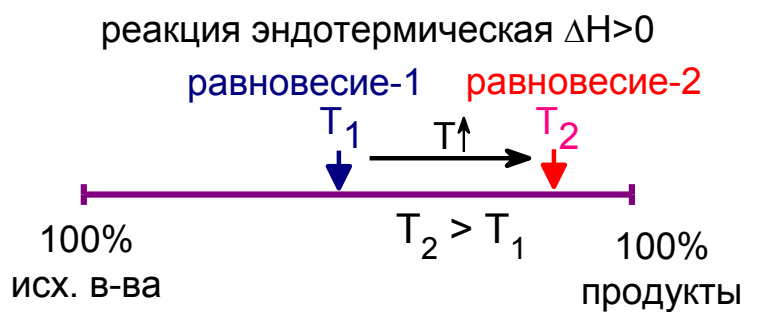 реакция эндотермическая ΔH>0
равновесие-1 равновесие-2
T₁ T↑ T₂
T₂ > T₁
100% 100%
исх. в-ва продукты